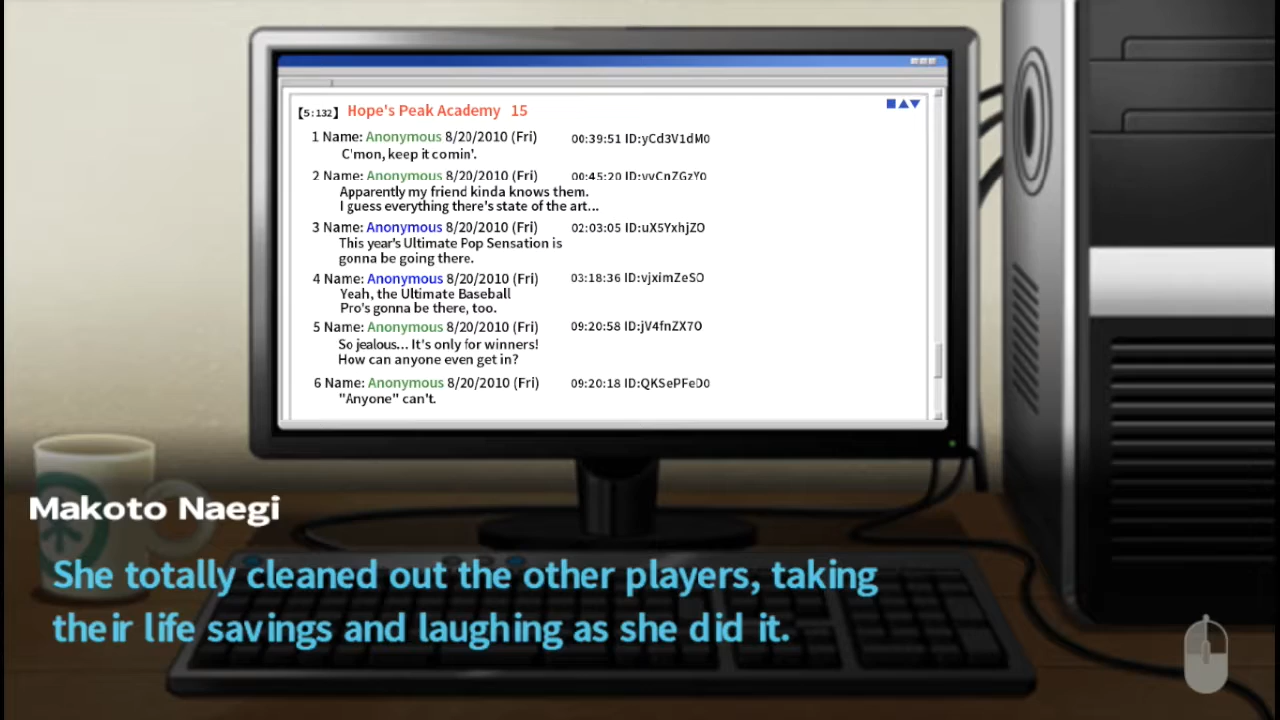 【5:132】 Hope's Peak Academy 15
1 Name: Anonymous 8/20/2010 (Fri) 00:39:51 ID:yCd3V1dM0
C'mon, keep it comin'.
2 Name: Anonymous 8/20/2010 (Fri) 00:45:20 ID:vvCnZGzY0
Apparently my friend kinda knows them.
I guess everything there's state of the art...
3 Name: Anonymous 8/20/2010 (Fri) 02:03:05 ID:uX5YxhjZO
This year's Ultimate Pop Sensation is
gonna be going there.
4 Name: Anonymous 8/20/2010 (Fri) 03:18:36 ID:vjximZeSO
Yeah, the Ultimate Baseball
Pro's gonna be there, too.
5 Name: Anonymous 8/20/2010 (Fri) 09:20:58 ID:jV4fnZX7O
So jealous... It's only for winners!
How can anyone even get in?
6 Name: Anonymous 8/20/2010 (Fri) 09:20:18 ID:QKSePFeD0
"Anyone" can't.
Makoto Naegi
She totally cleaned out the other players, taking
their life savings and laughing as she did it.